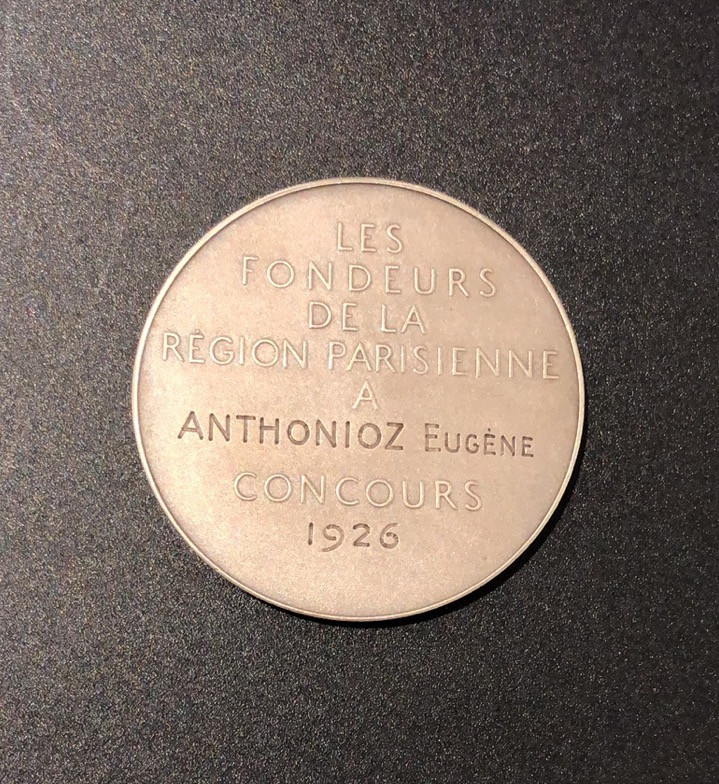 LES
FONDEURS
DE LA
RÉGION PARISIENNE
A
ANTHONIOZ EUGÈNE
CONCOURS
1926